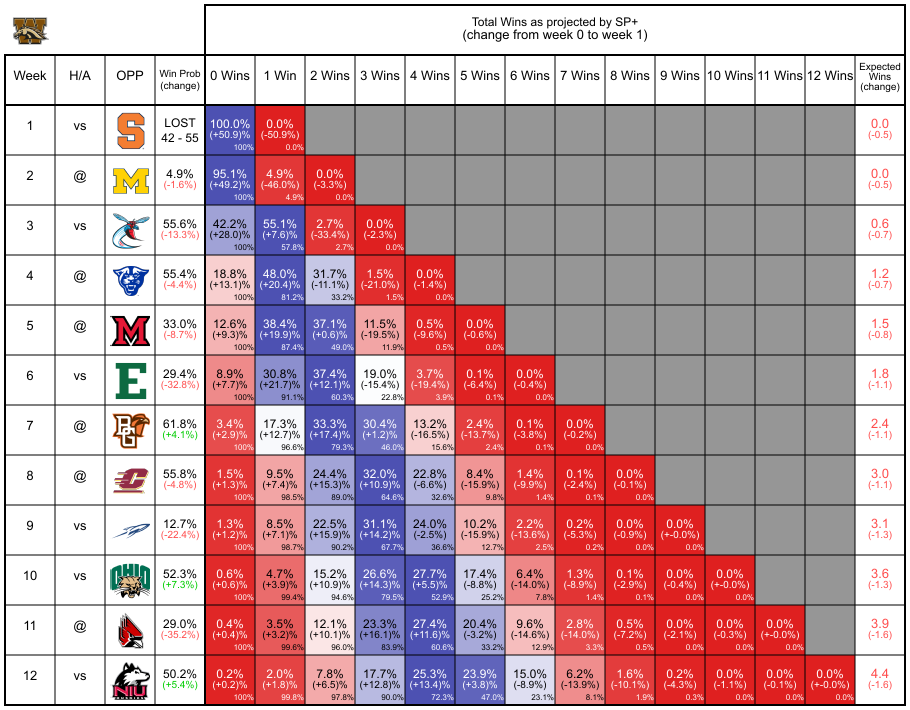 Total Wins as projected by SP+
(change from week 0 to week 1)
Week H/A OPP Win Prob (change) 0 Wins 1 Win 2 Wins 3 Wins 4 Wins 5 Wins 6 Wins 7 Wins 8 Wins 9 Wins 10 Wins 11 Wins 12 Wins Expected Wins (change)
1 vs S LOST 100.0% 0.0% 0.0
42 - 55 (+50.9)% (-50.9%) (-0.5)
100% 0.0%
2 @ M 4.9% 95.1% 4.9% 0.0% 0.0
(-1.6%) (+49.2)% (-46.0%) (-3.3%) (-0.5)
100% 4.9% 0.0%
3 vs 55.6% 42.2% 55.1% 2.7% 0.0% 0.6
(-13.3%) (+28.0)% (+7.6)% (-33.4%) (-2.3%) (-0.7)
100% 57.8% 2.7% 0.0%
4 @ 55.4% 18.8% 48.0% 31.7% 1.5% 0.0% 1.2
(-4.4%) (+13.1)% (+20.4)% (-11.1%) (-21.0%) (-1.4%) (-0.7)
100% 81.2% 33.2% 1.5% 0.0%
5 @ M 33.0% 12.6% 38.4% 37.1% 11.5% 0.5% 0.0% 1.5
(-8.7%) (+9.3)% (+19.9)% (+0.6)% (-19.5%) (-9.6%) (-0.6%) (-0.8)
100% 87.4% 49.0% 11.9% 0.5% 0.0%
6 vs E 29.4% 8.9% 30.8% 37.4% 19.0% 3.7% 0.1% 0.0% 1.8
(-32.8%) (+7.7)% (+21.7)% (+12.1)% (-15.4%) (-19.4%) (-6.4%) (-0.4%) (-1.1)
100% 91.1% 60.3% 22.8% 3.9% 0.1% 0.0%
7 @ BG 61.8% 3.4% 17.3% 33.3% 30.4% 13.2% 2.4% 0.1% 0.0% 2.4
(+4.1%) (+2.9)% (+12.7)% (+17.4)% (+1.2)% (-16.5%) (-13.7%) (-3.8%) (-0.2%) (-1.1)
100% 96.6% 79.3% 46.0% 15.6% 2.4% 0.1% 0.0%
8 @ C 55.8% 1.5% 9.5% 24.4% 32.0% 22.8% 8.4% 1.4% 0.1% 0.0% 3.0
(-4.8%) (+1.3)% (+7.4)% (+15.3)% (+10.9)% (-6.6%) (-15.9%) (-9.9%) (-2.4%) (-0.1%) (-1.1)
100% 98.5% 89.0% 64.6% 32.6% 9.8% 1.4% 0.1% 0.0%
9 vs 12.7% 1.3% 8.5% 22.5% 31.1% 24.0% 10.2% 2.2% 0.2% 0.0% 0.0% 3.1
(-22.4%) (+1.2)% (+7.1)% (+15.9)% (+14.2)% (-2.5%) (-15.9%) (-13.6%) (-5.3%) (-0.9%) (+-0.0)% (-1.3)
100% 98.7% 90.2% 67.7% 36.6% 12.7% 2.5% 0.2% 0.0% 0.0%
10 vs OHIO 52.3% 0.6% 4.7% 15.2% 26.6% 27.7% 17.4% 6.4% 1.3% 0.1% 0.0% 0.0% 3.6
(+7.3%) (+0.6)% (+3.9)% (+10.9)% (+14.3)% (+5.5)% (-8.8%) (-14.0%) (-8.9%) (-2.9%) (-0.4%) (+-0.0)% (-1.3)
100% 99.4% 94.6% 79.5% 52.9% 25.2% 7.8% 1.4% 0.1% 0.0% 0.0%
11 @ 29.0% 0.4% 3.5% 12.1% 23.3% 27.4% 20.4% 9.6% 2.8% 0.5% 0.0% 0.0% 0.0% 3.9
(-35.2%) (+0.4)% (+3.2)% (+10.1)% (+16.1)% (+11.6)% (-3.2%) (-14.6%) (-14.0%) (-7.2%) (-2.1%) (-0.3%) (+-0.0)% (-1.6)
100% 99.6% 96.0% 83.9% 60.6% 33.2% 12.9% 3.3% 0.5% 0.0% 0.0% 0.0%
12 vs NIU 50.2% 0.2% 2.0% 7.8% 17.7% 25.3% 23.9% 15.0% 6.2% 1.6% 0.2% 0.0% 0.0% 0.0% 4.4
(+5.4%) (+0.2)% (+1.8)% (+6.5)% (+12.8)% (+13.4)% (+3.8)% (-8.9%) (-13.9%) (-10.1%) (-4.3%) (-1.1%) (-0.1%) (+-0.0)% (-1.6)
100% 99.8% 97.8% 90.0% 72.3% 47.0% 23.1% 8.1% 1.9% 0.3% 0.0% 0.0% 0.0%